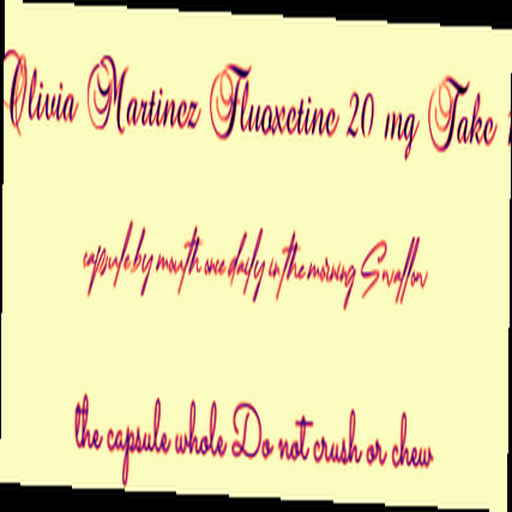 Olivia Martinez Fluoxetine 20 mg Take 1
capsule by mouth once daily in the morning Swallow
the capsule whole Do not crush or chew